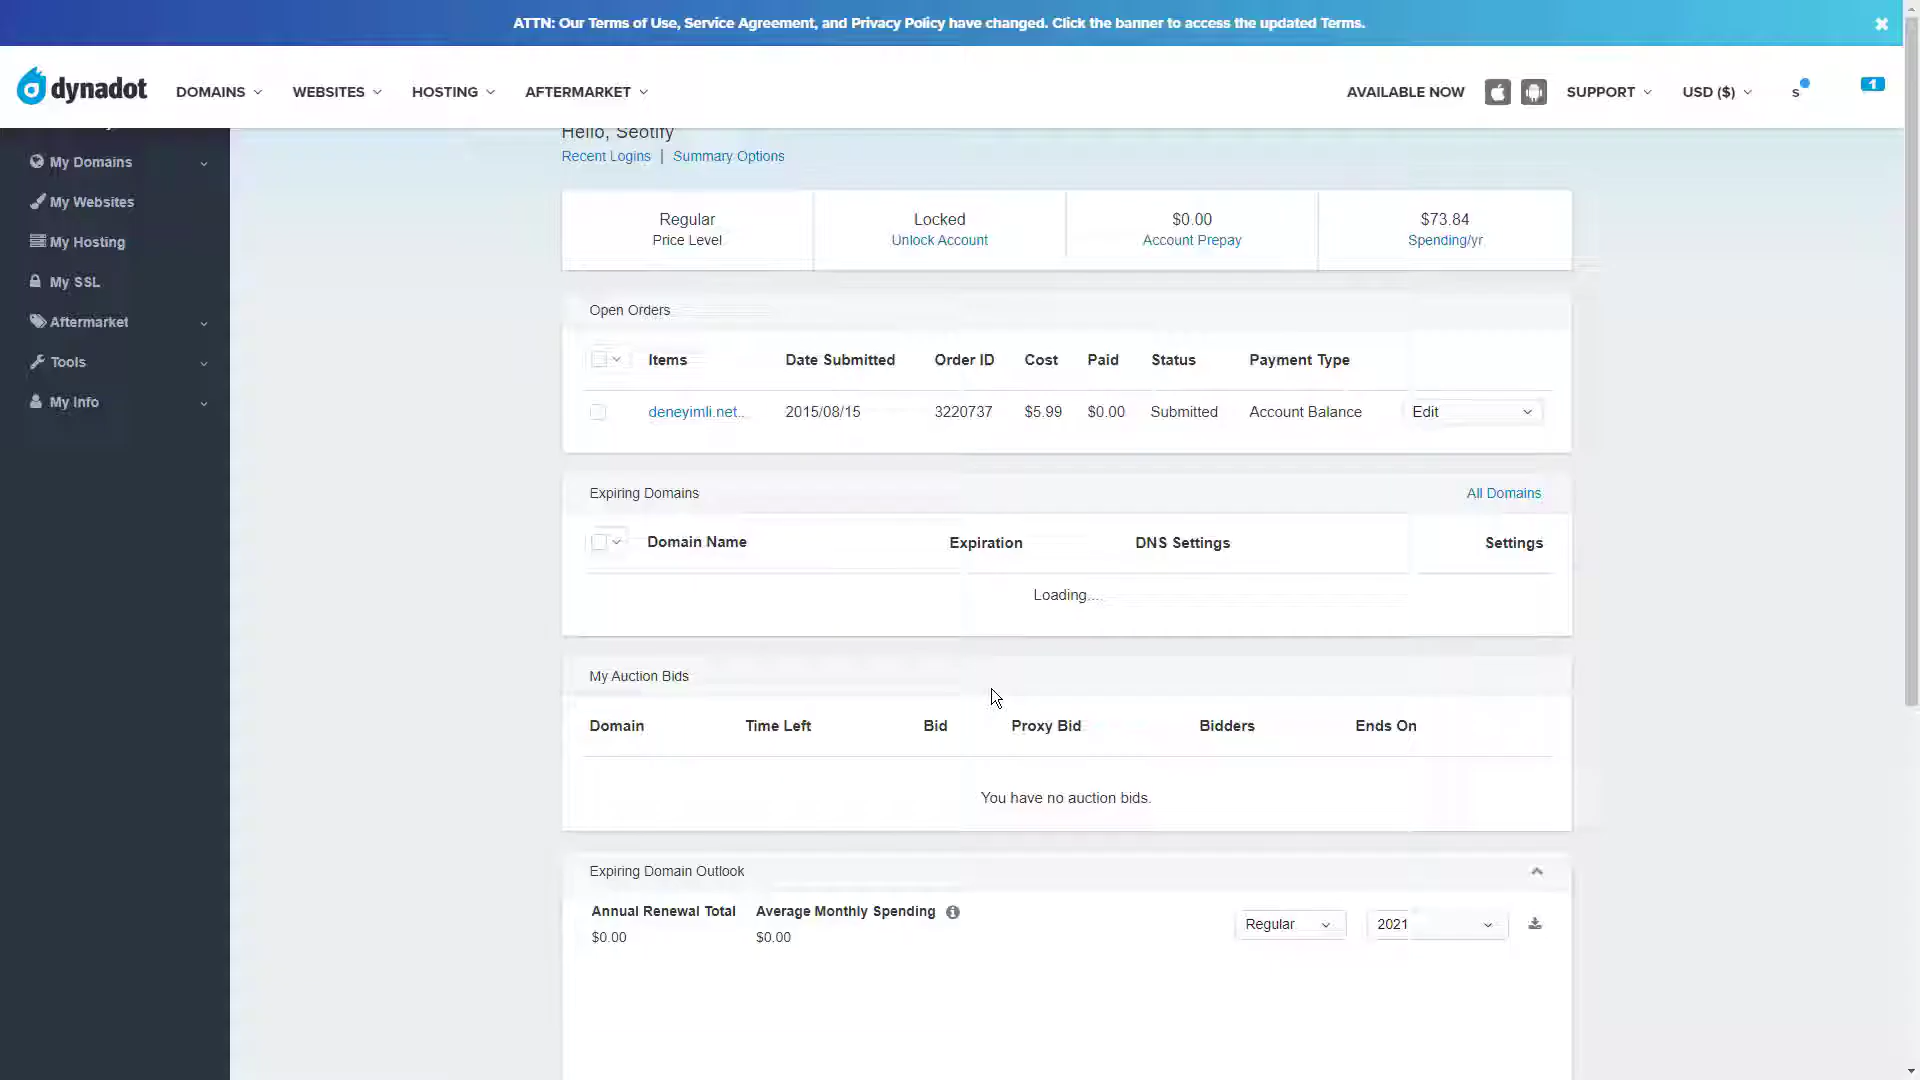 ATTN: Our Terms of Use, Service Agreement, and Privacy Policy have changed. Click the banner to access the updated Terms.
dynadot DOMAINS WEBSITES HOSTING AFTERMARKET AVAILABLE NOW SUPPORT USD ($) s 1
Hello, Seotify
Recent Logins | Summary Options
My Domains
My Websites
My Hosting
My SSL
Aftermarket
Tools
My Info
Regular Locked $0.00 $73.84
Price Level Unlock Account Account Prepay Spending/yr
Open Orders
Items Date Submitted Order ID Cost Paid Status Payment Type
deneyimli.net... 2015/08/15 3220737 $5.99 $0.00 Submitted Account Balance Edit
Expiring Domains All Domains
Domain Name Expiration DNS Settings Settings
Loading....
My Auction Bids
Domain Time Left Bid Proxy Bid Bidders Ends On
You have no auction bids.
Expiring Domain Outlook
Annual Renewal Total Average Monthly Spending
$0.00 $0.00 Regular 2021